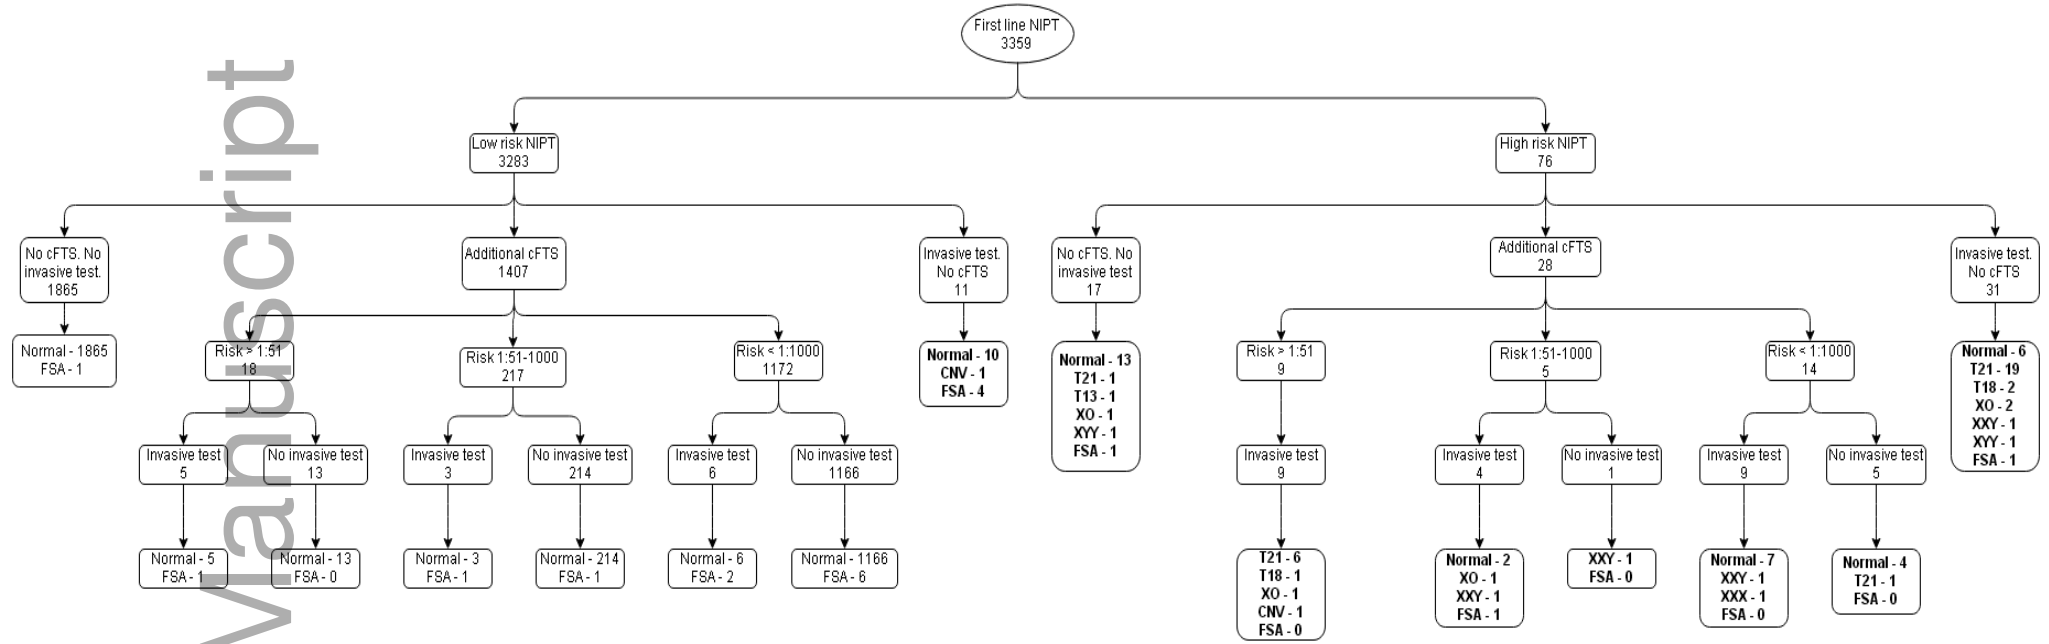 First line NIPT
3359
Low risk NIPT
3283
High risk NIPT
76
No cFTS. No
invasive test.
1865
Additional cFTS
1407
Invasive test.
No cFTS
11
No cFTS. No
invasive test
17
Additional cFTS
28
Invasive test.
No cFTS
31
Normal - 1865
FSA - 1
Risk > 1:51
18
Risk 1:51-1000
217
Risk < 1:1000
1172
Normal - 10
CNV - 1
FSA - 4
Normal - 13
T21 - 1
T13 - 1
XO - 1
XYY - 1
FSA - 1
Risk > 1:51
9
Risk 1:51-1000
5
Risk < 1:1000
14
Normal - 6
T21 - 19
T18 - 2
XO - 2
XXY - 1
XYY - 1
FSA - 1
Invasive test
5
No invasive test
13
Invasive test
3
No invasive test
214
Invasive test
6
No invasive test
1166
Invasive test
9
Invasive test
4
No invasive test
1
Invasive test
9
No invasive test
5
Normal - 5
FSA - 1
Normal - 13
FSA - 0
Normal - 3
FSA - 1
Normal - 214
FSA - 1
Normal - 6
FSA - 2
Normal - 1166
FSA - 6
T21 - 6
T18 - 1
XO - 1
CNV - 1
FSA - 0
Normal - 2
XO - 1
XXY - 1
FSA - 1
XXY - 1
FSA - 0
Normal - 7
XXY - 1
XXX - 1
FSA - 0
Normal - 4
T21 - 1
FSA - 0
Manuscript